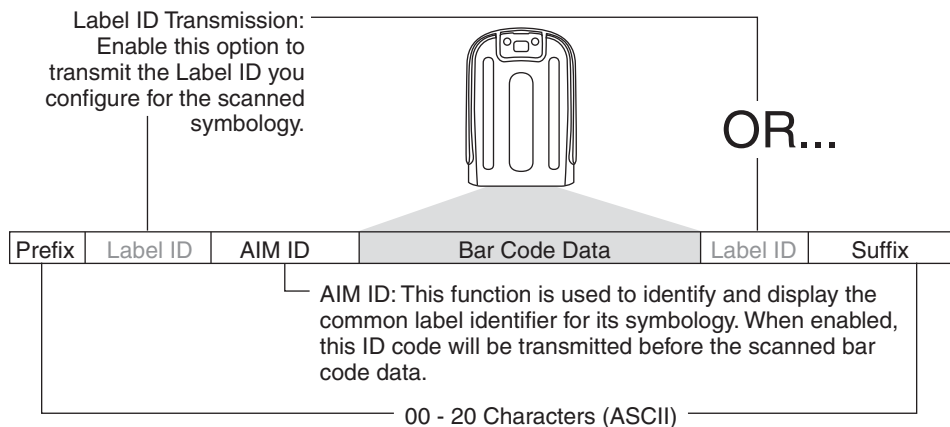 Label ID Transmission:
Enable this option to
transmit the Label ID you
configure for the scanned
symbology.
OR...
Prefix Label ID AIM ID Bar Code Data Label ID Suffix
AIM ID: This function is used to identify and display the
common label identifier for its symbology. When enabled,
this ID code will be transmitted before the scanned bar
code data.
00 - 20 Characters (ASCII)